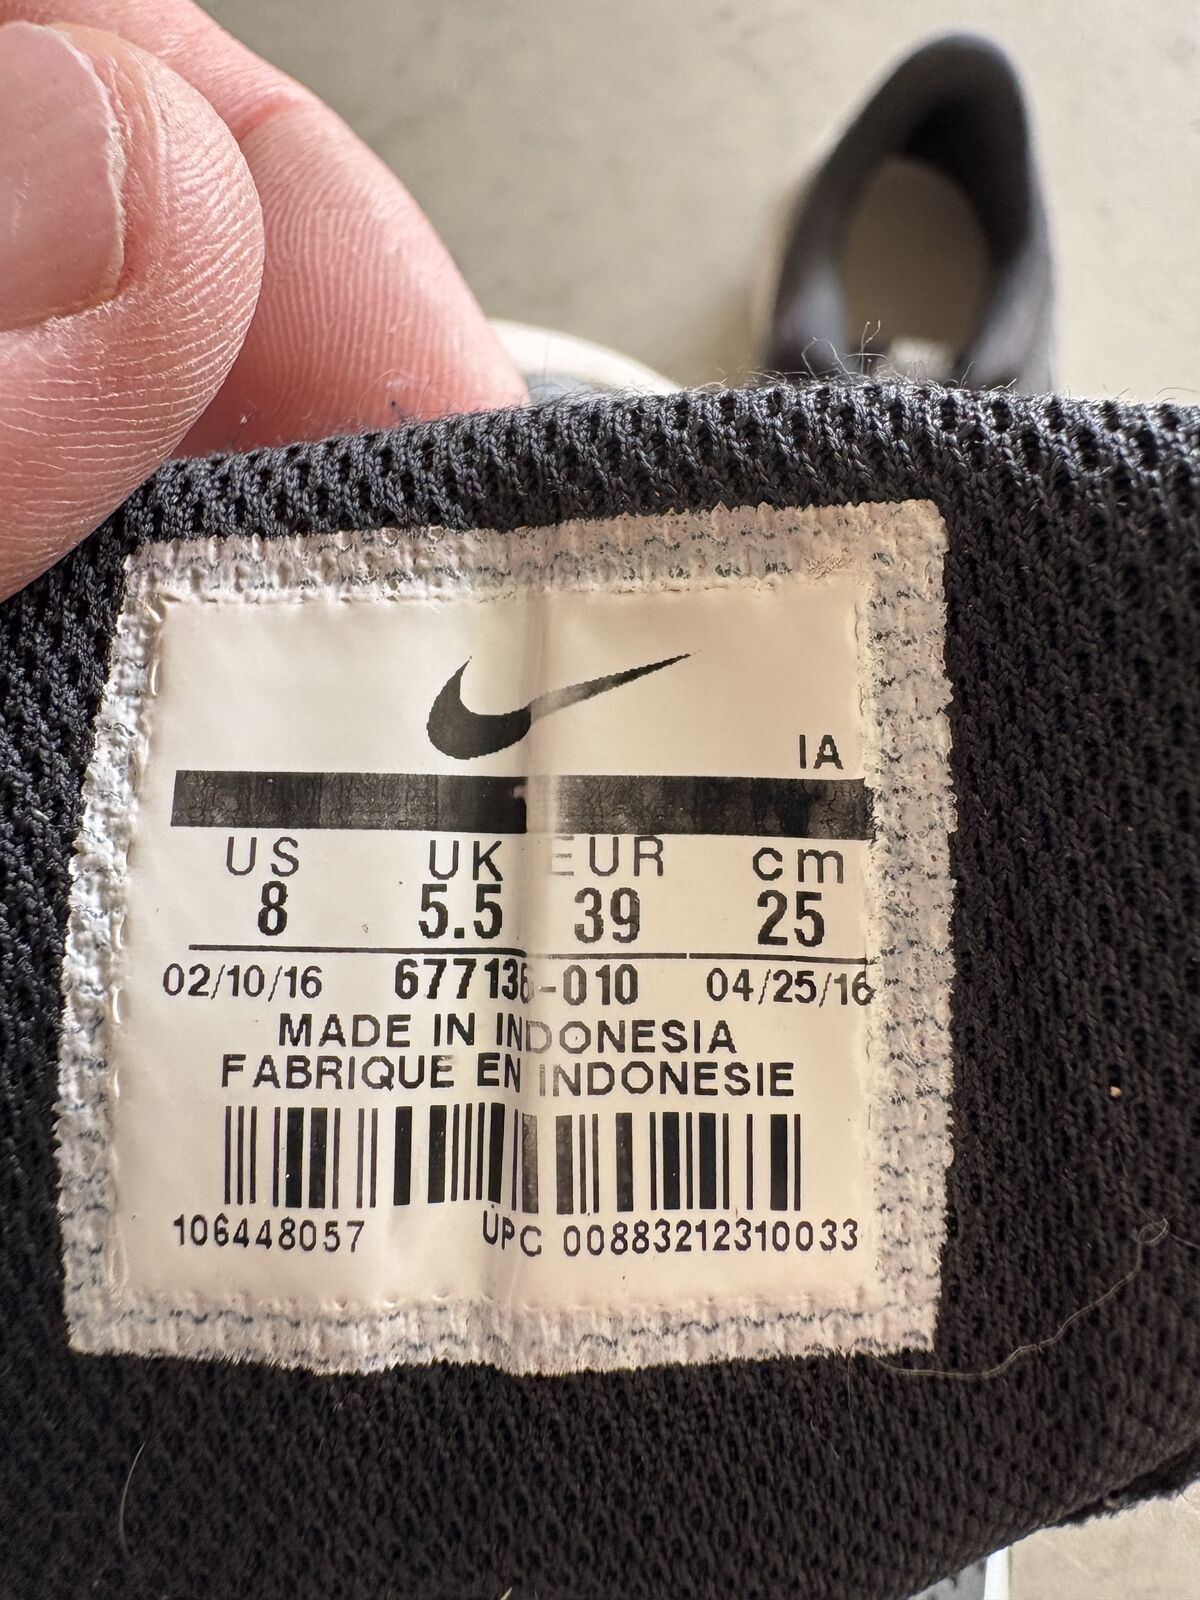 IA
US UK EUR cm
8 5.5 39 25
02/10/16 677136-010 04/25/16
MADE IN INDONESIA
FABRIQUE EN INDONESIE
106448057 UPC 00883212310033